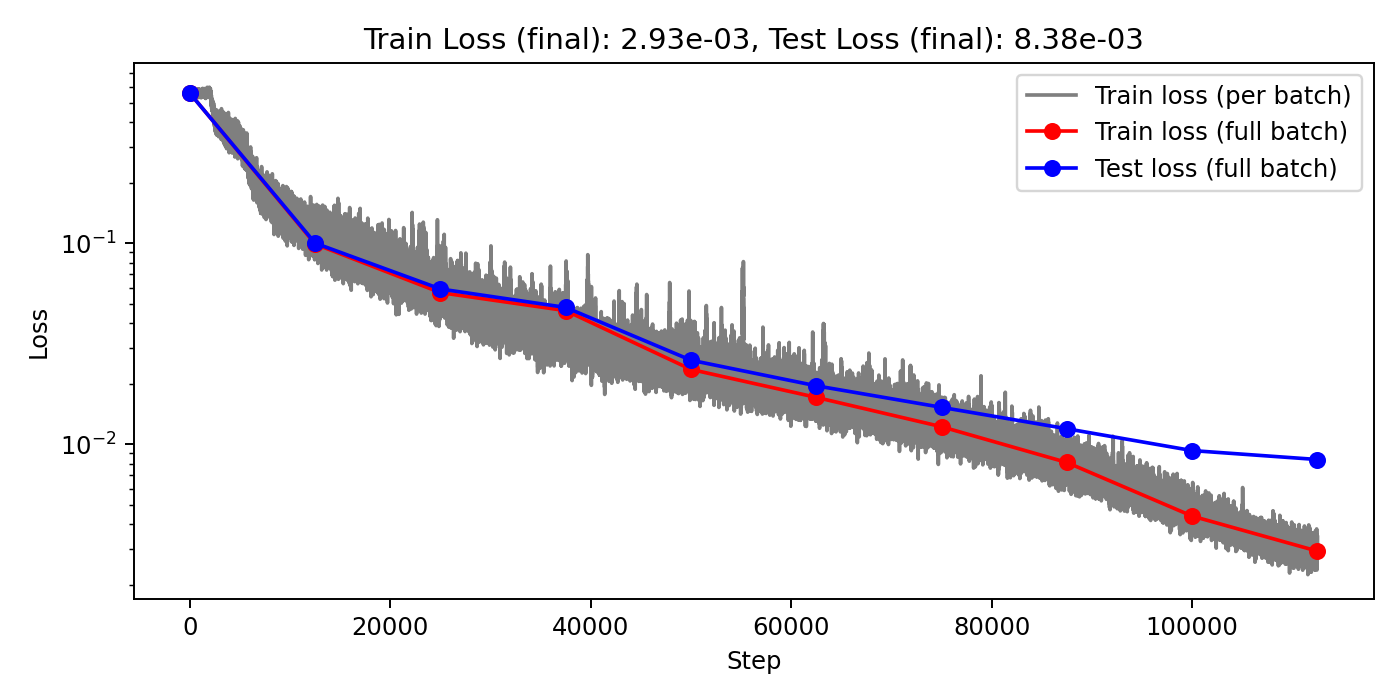 Train Loss (final): 2.93e-03, Test Loss (final): 8.38e-03
Train loss (per batch)
Train loss (full batch)
Test loss (full batch)
Loss
10⁻¹
10⁻²
0 20000 40000 60000 80000 100000
Step